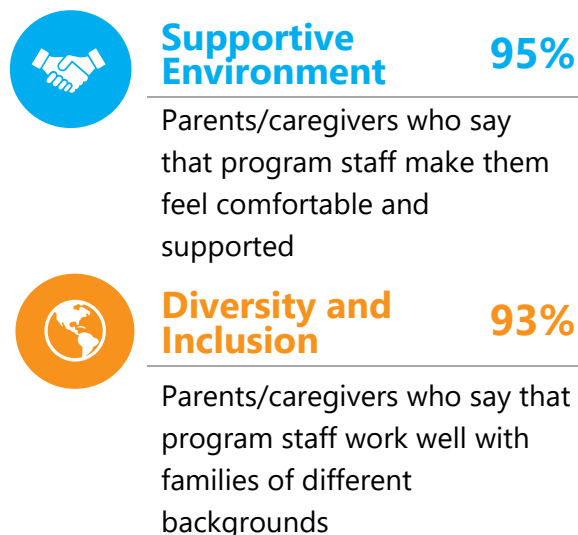 Supportive
Environment 95%
Parents/caregivers who say
that program staff make them
feel comfortable and
supported
Diversity and
Inclusion 93%
Parents/caregivers who say that
program staff work well with
families of different
backgrounds